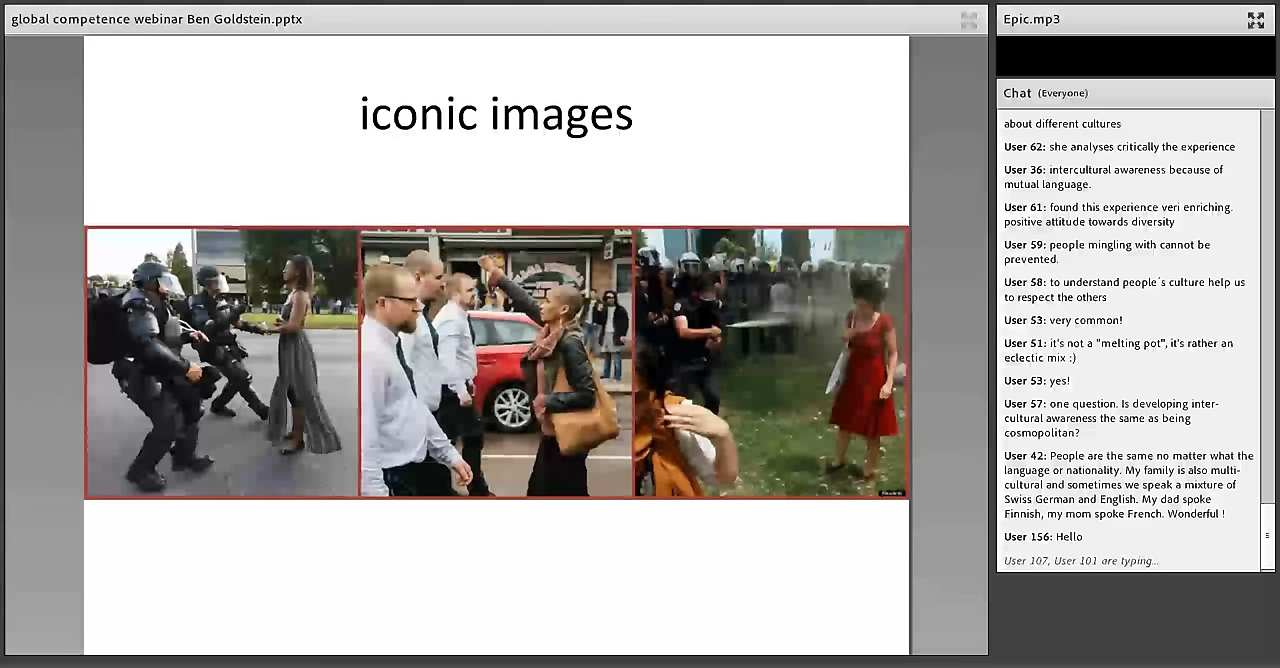 global competence webinar Ben Goldstein.pptx
iconic images
Epic.mp3
Chat (Everyone)
about different cultures
User 62: she analyses critically the experience
User 36: intercultural awareness because of
mutual language.
User 61: found this experience veri enriching.
positive attitude towards diversity
User 59: people mingling with cannot be
prevented.
User 58: to understand people´s culture help us
to respect the others
User 53: very common!
User 51: it's not a "melting pot", it's rather an
eclectic mix :)
User 53: yes!
User 57: one question. Is developing inter-
cultural awareness the same as being
cosmopolitan?
User 42: People are the same no matter what the
language or nationality. My family is also multi-
cultural and sometimes we speak a mixture of
Swiss German and English. My dad spoke
Finnish, my mom spoke French. Wonderful !
User 156: Hello
User 107, User 101 are typing...